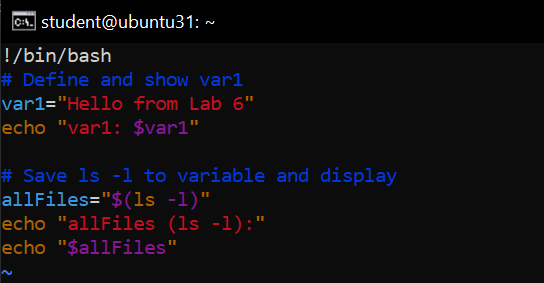 student@ubuntu31: ~
!/bin/bash
# Define and show var1
var1="Hello from Lab 6"
echo "var1: $var1"
# Save ls -l to variable and display
allFiles="$(ls -l)"
echo "allFiles (ls -l):"
echo "$allFiles"
~